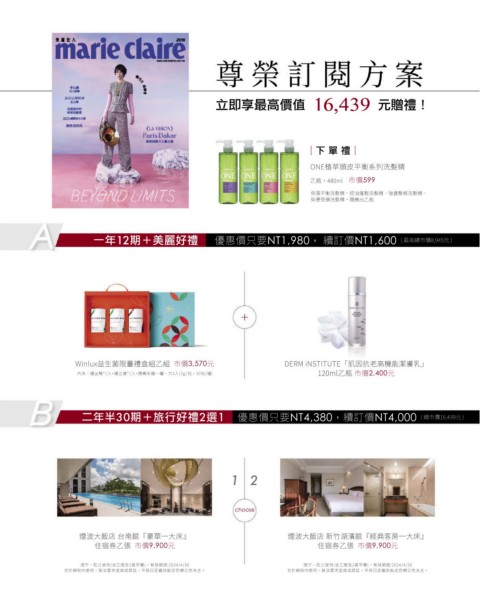 美麗佳人
marie claire
BEYOND LIMITS
尊榮訂閱方案
立即享最高價值 16,439 元贈禮！
｜下單禮｜
ONE植萃頭皮平衡系列洗髮精
乙瓶，480ml 市價599
A 一年12期＋美麗好禮 優惠價只要NT1,980，續訂價NT1,600
＋
Winlux益生菌限量禮盒組乙組 市價3,570元
DERM iNSTITUTE「肌因抗老高機能潔膚乳」
120ml乙瓶 市價2,400元
B 二年半30期＋旅行好禮2選1 優惠價只要NT4,380，續訂價NT4,000
1 2
choose
煙波大飯店 台南館『豪華一大床』
住宿券乙張 市價9,900元
煙波大飯店 新竹湖濱館『經典客房一大床』
住宿券乙張 市價9,900元